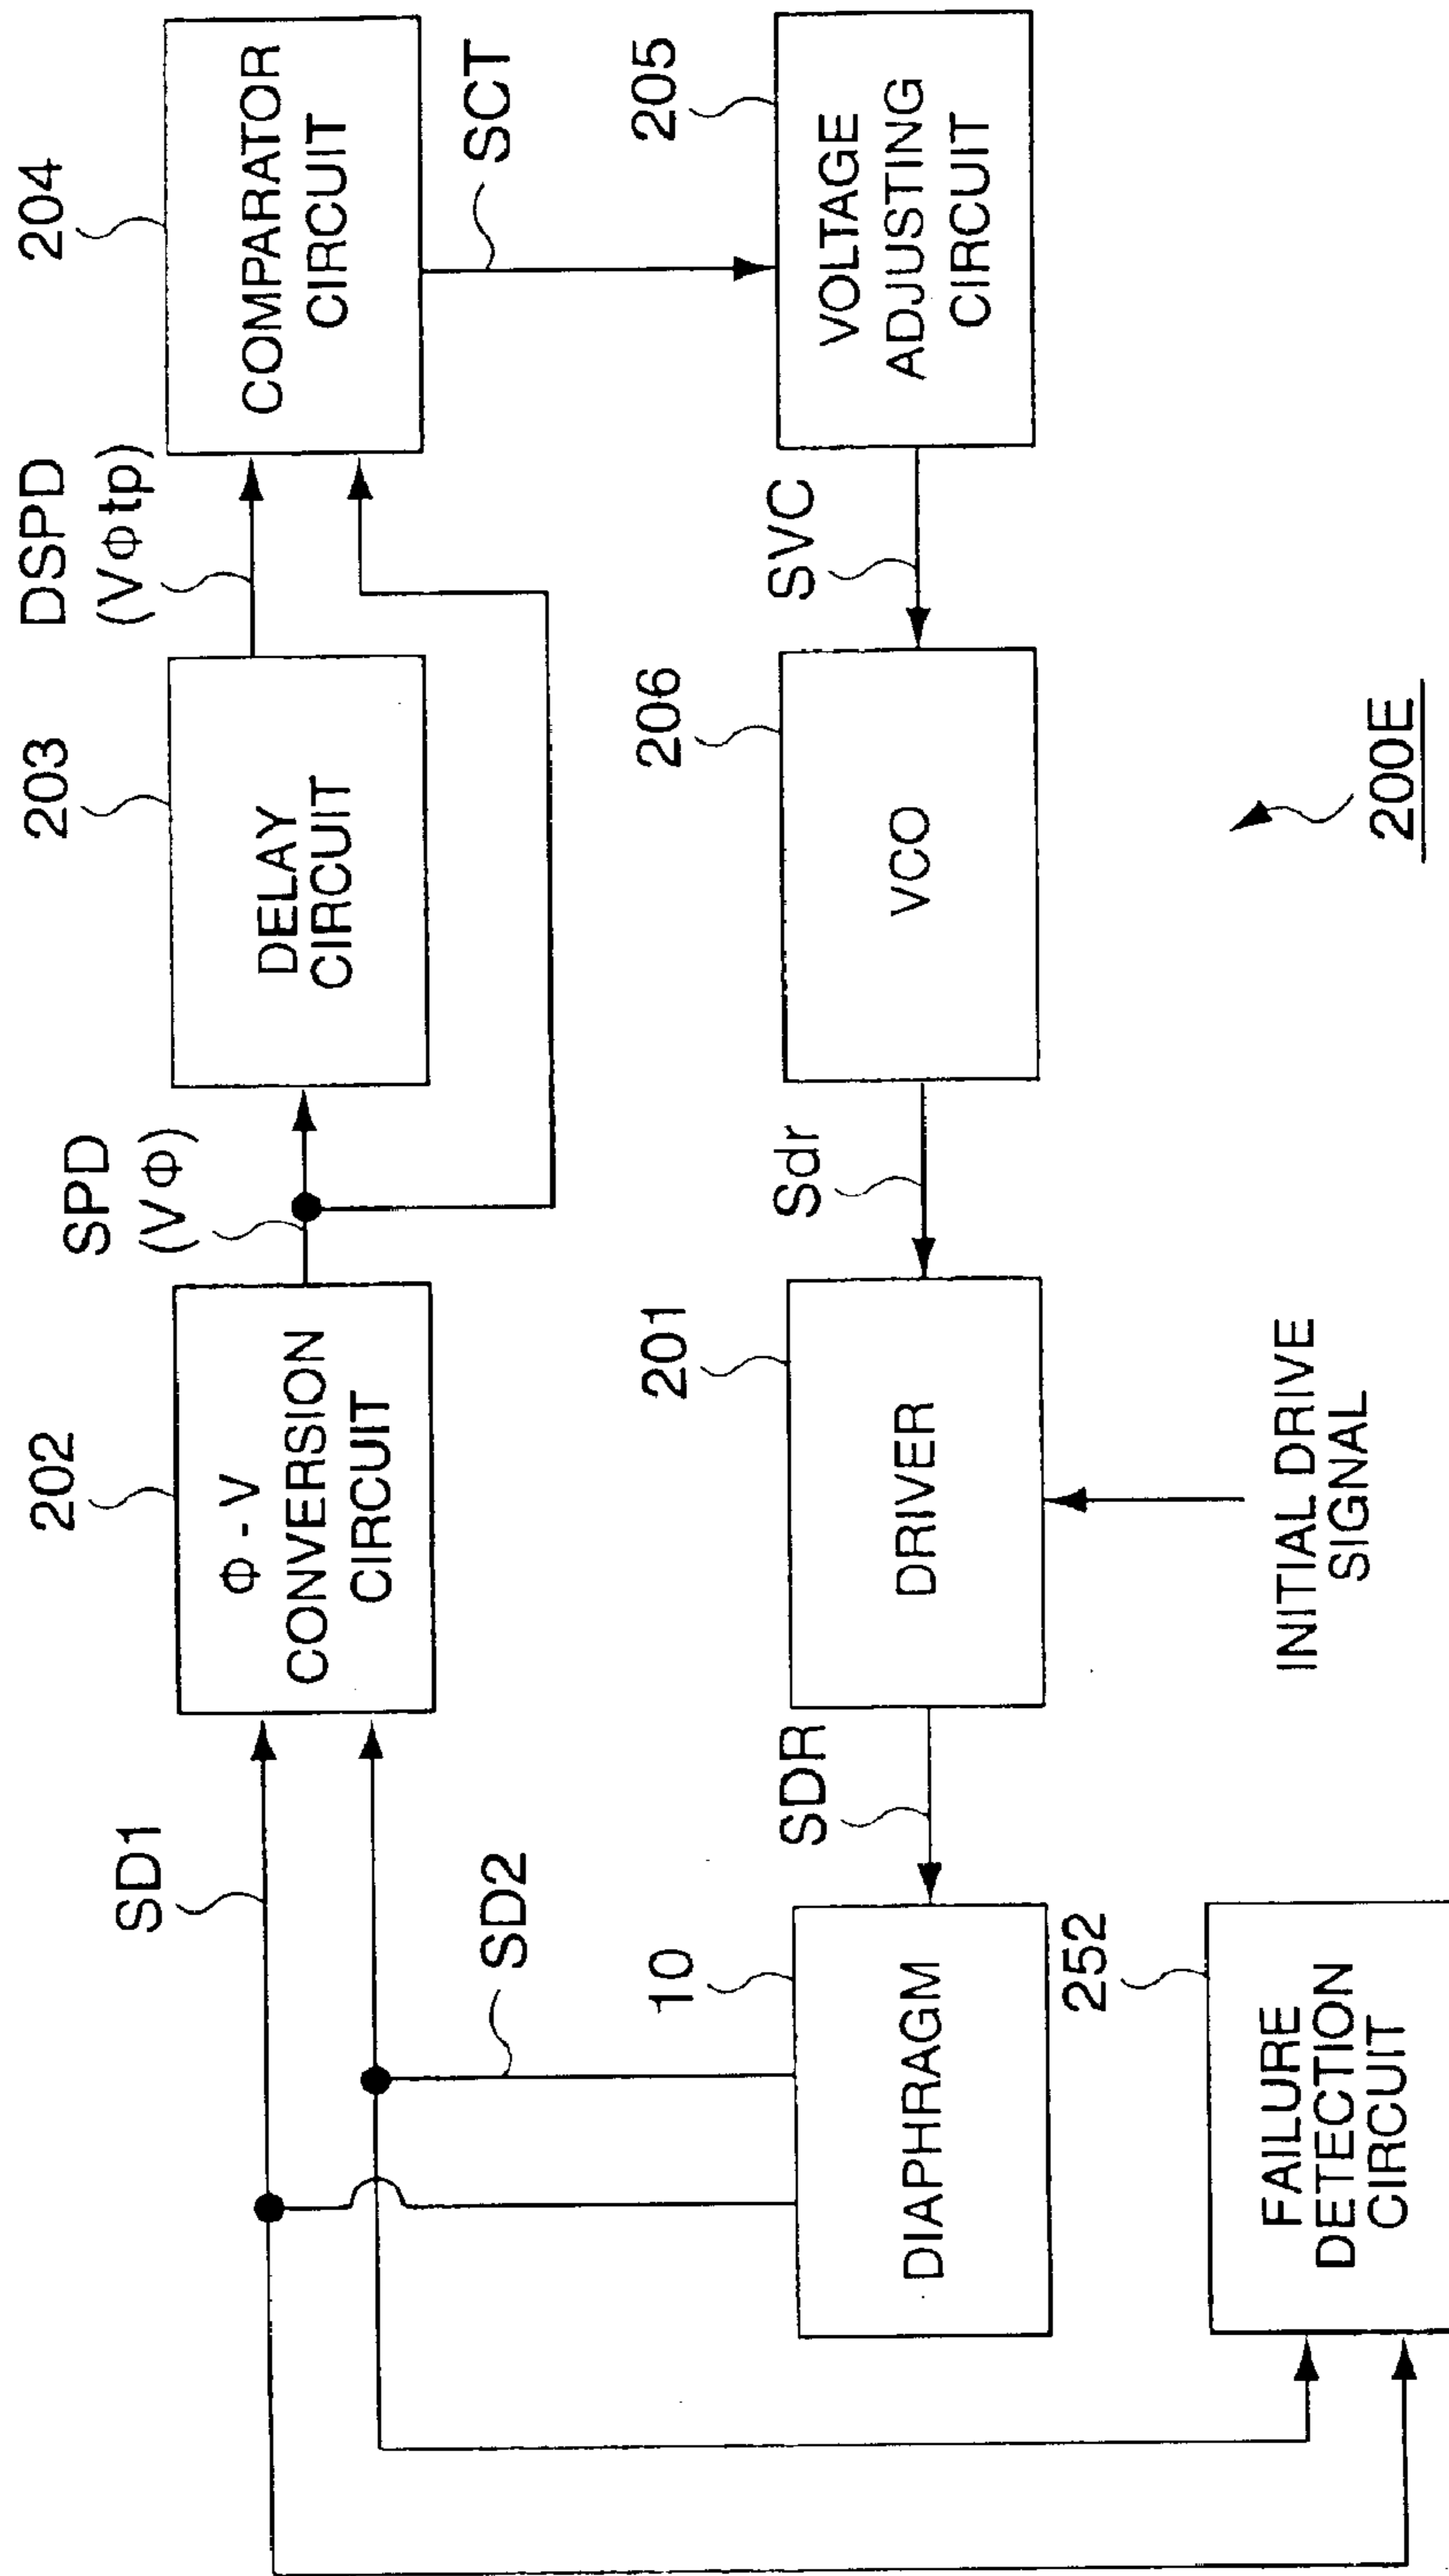 SD1
202
Φ - V
CONVERSION
CIRCUIT
SPD
(VΦ)
203
DELAY
CIRCUIT
DSPD
(VΦtp)
204
COMPARATOR
CIRCUIT
SCT
SD2
10
DIAPHRAGM
SDR
201
DRIVER
Sdr
206
VCO
SVC
205
VOLTAGE
ADJUSTING
CIRCUIT
252
FAILURE
DETECTION
CIRCUIT
INITIAL DRIVE
SIGNAL
200E